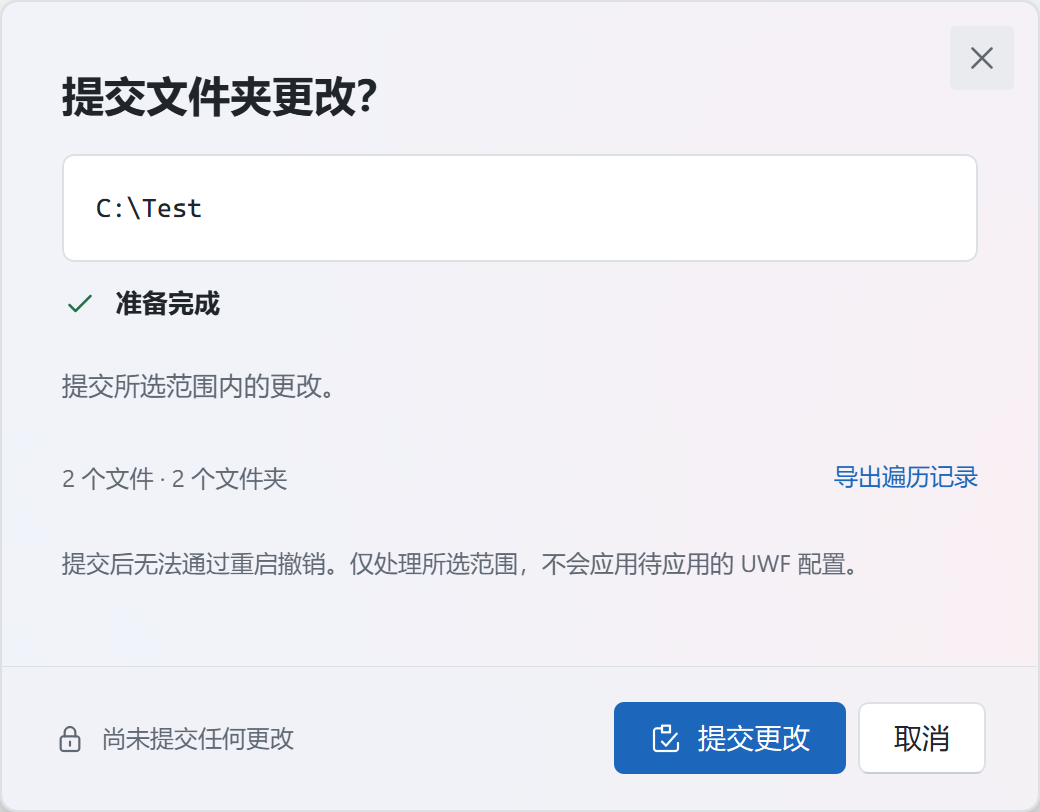 提交文件夹更改?
C:\Test
准备完成
提交所选范围内的更改。
2 个文件 · 2 个文件夹
导出遍历记录
提交后无法通过重启撤销。仅处理所选范围，不会应用待应用的 UWF 配置。
尚未提交任何更改
提交更改
取消